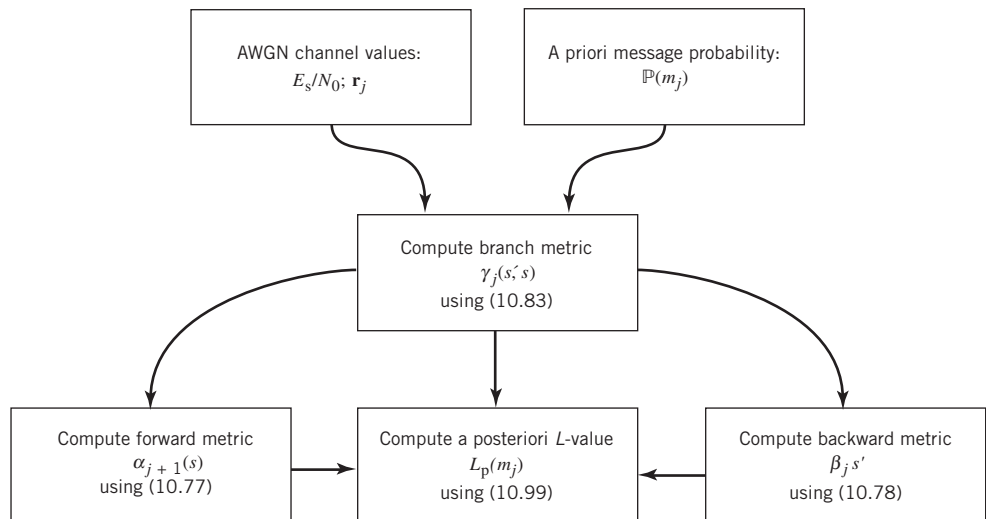 AWGN channel values:
Eₛ/N₀; rⱼ
A priori message probability:
ℙ(mⱼ)
Compute branch metric
γⱼ(s,́ s)
using (10.83)
Compute forward metric
αⱼ ₊ ₁(s)
using (10.77)
Compute a posteriori L-value
Lₚ(mⱼ)
using (10.99)
Compute backward metric
βⱼ s′
using (10.78)